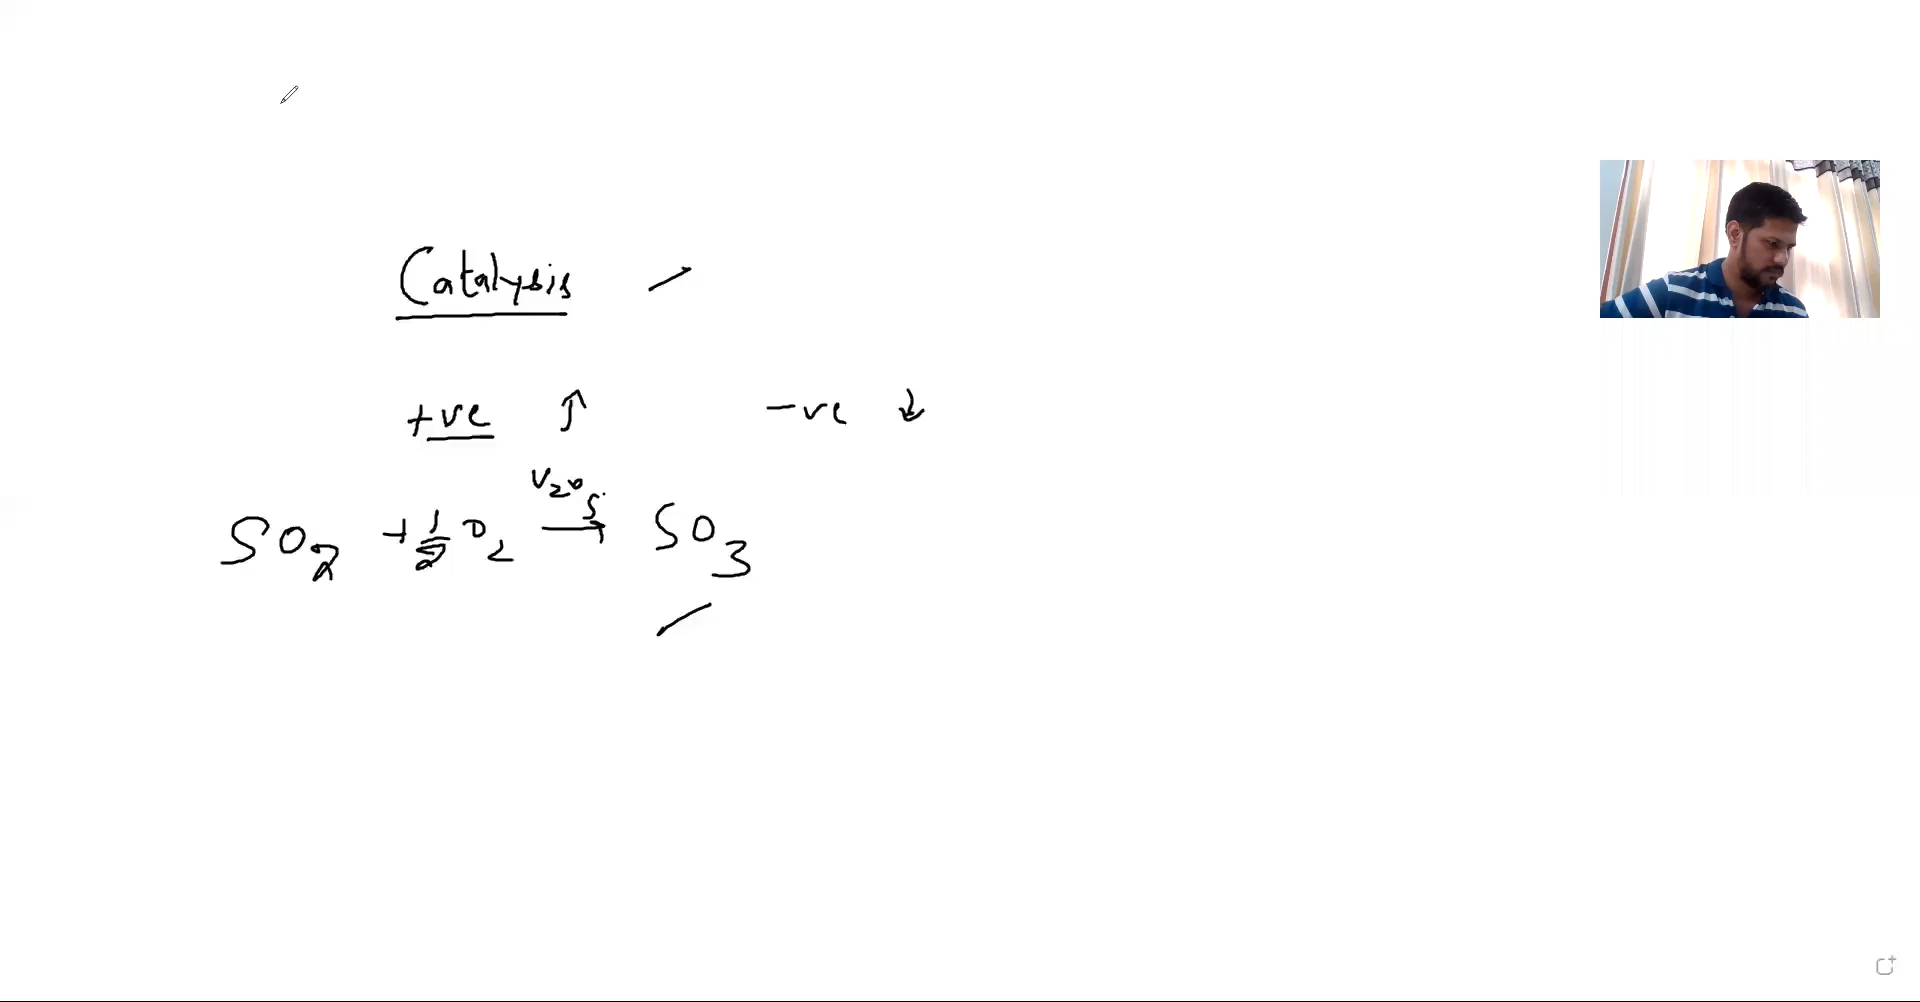 Catalysis
+ve ↑ -ve ↓
SO₂ + 1/2 O₂ →(V₂O₅) SO₃